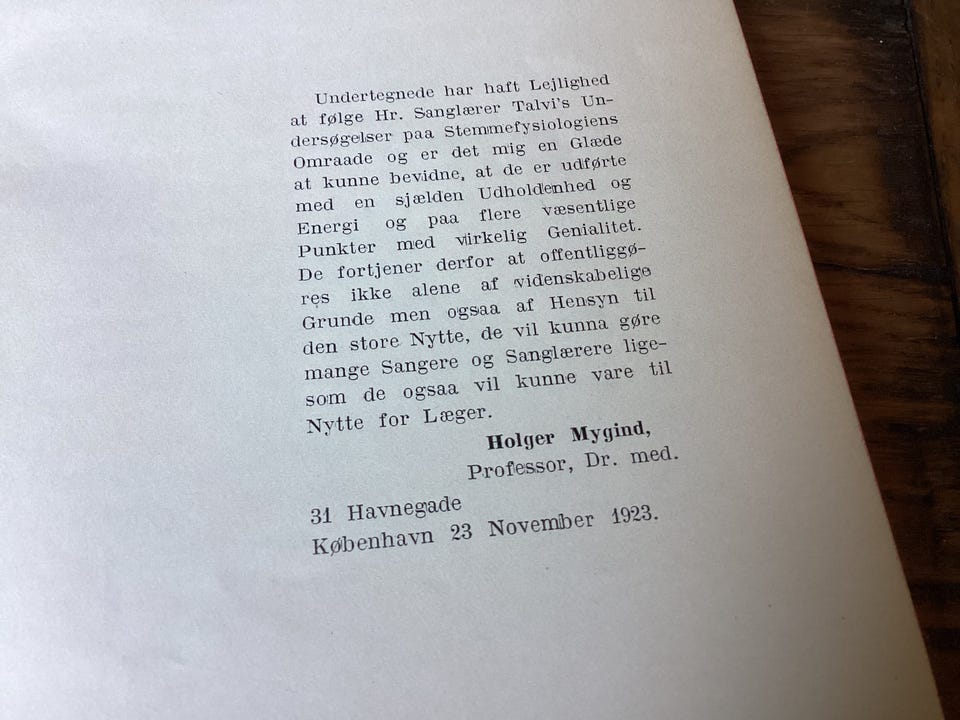 Undertegnede har haft Lejlighed
at følge Hr. Sanglærer Talvi's Un-
dersøgelser paa Stemmefysiologiens
Omraade og er det mig en Glæde
at kunne bevidne, at de er udførte
med en sjælden Udholdenhed og
Energi og paa flere væsentlige
Punkter med virkelig Genialitet.
De fortjener derfor at offentliggø-
res ikke alene af videnskabelige
Grunde men ogsaa af Hensyn til
den store Nytte, de vil kunna gøre
mange Sangere og Sanglærere lige-
som de ogsaa vil kunne vare til
Nytte for Læger.
Holger Mygind,
Professor, Dr. med.
31 Havnegade
København 23 November 1923.